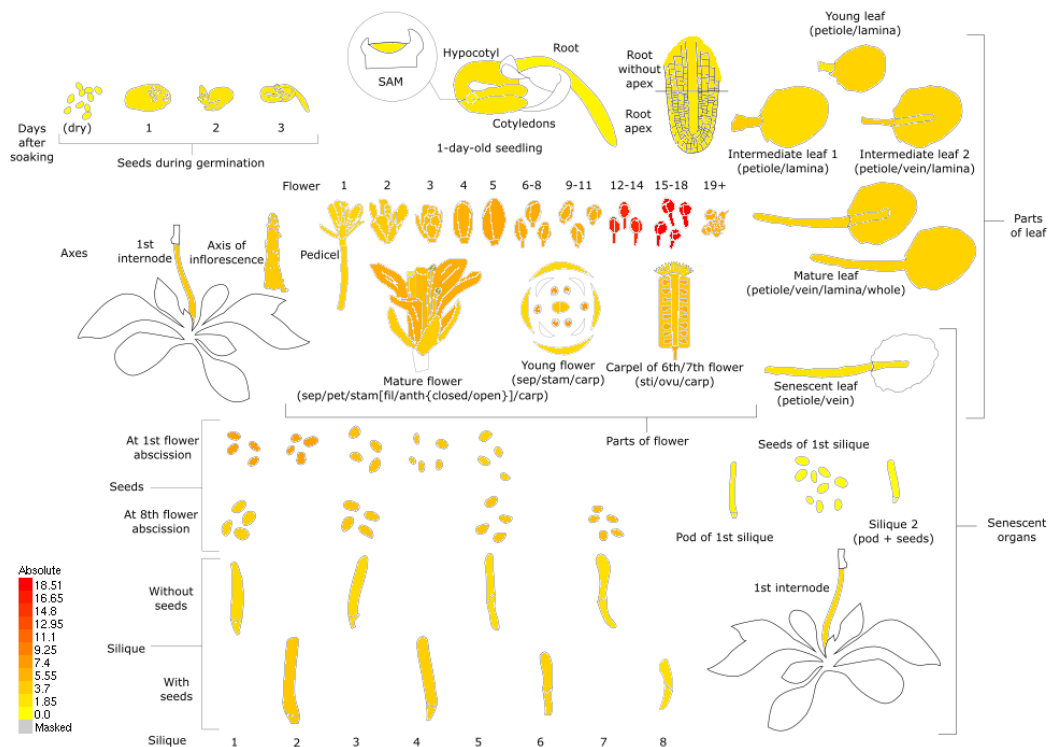 Young leaf
(petiole/lamina)
Hypocotyl
Root
SAM
Root
without
apex
Root
apex
Cotyledons
1-day-old seedling
Days
after
soaking
(dry)
1
2
3
Seeds during germination
Intermediate leaf 1
(petiole/lamina)
Intermediate leaf 2
(petiole/vein/lamina)
Flower
1
2
3
4
5
6-8
9-11
12-14
15-18
19+
Parts
of leaf
Axes
1st
internode
Axis of
inflorescence
Pedicel
Mature leaf
(petiole/vein/lamina/whole)
Mature flower
(sep/pet/stam[fil/anth{closed/open}]/carp)
Young flower
(sep/stam/carp)
Carpel of 6th/7th flower
(sti/ovu/carp)
Senescent leaf
(petiole/vein)
Parts of flower
At 1st flower
abscission
Seeds
At 8th flower
abscission
Seeds of 1st silique
Pod of 1st silique
Silique 2
(pod + seeds)
Senescent
organs
1st internode
Without
seeds
Silique
With
seeds
Silique
1
2
3
4
5
6
7
8
Absolute
18.51
16.65
14.8
12.95
11.1
9.25
7.4
5.55
3.7
1.85
0.0
Masked